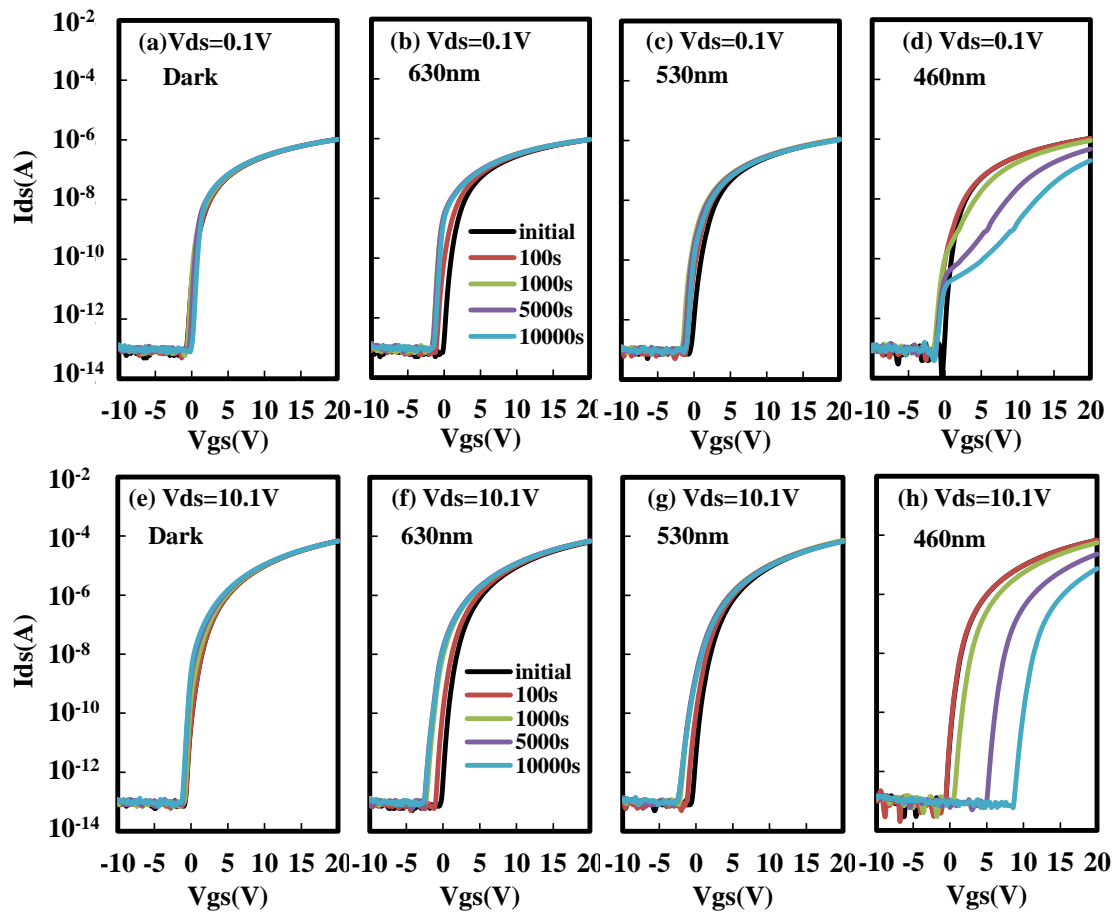 10-2
10-4
10-6
10-8
10-10
10-12
10-14
Ids(A)
(a)Vds=0.1V
Dark
(b) Vds=0.1V
630nm
initial
100s
1000s
5000s
10000s
(c) Vds=0.1V
530nm
(d) Vds=0.1V
460nm
-10 -5 0 5 10 15 20
-10 -5 0 5 10 15 20
-10 -5 0 5 10 15 20
-10 -5 0 5 10 15 20
Vgs(V)
Vgs(V)
Vgs(V)
Vgs(V)
10-2
10-4
10-6
10-8
10-10
10-12
10-14
Ids(A)
(e) Vds=10.1V
Dark
(f) Vds=10.1V
630nm
initial
100s
1000s
5000s
10000s
(g) Vds=10.1V
530nm
(h) Vds=10.1V
460nm
-10 -5 0 5 10 15 20
-10 -5 0 5 10 15 20
-10 -5 0 5 10 15 20
-10 -5 0 5 10 15 20
Vgs(V)
Vgs(V)
Vgs(V)
Vgs(V)